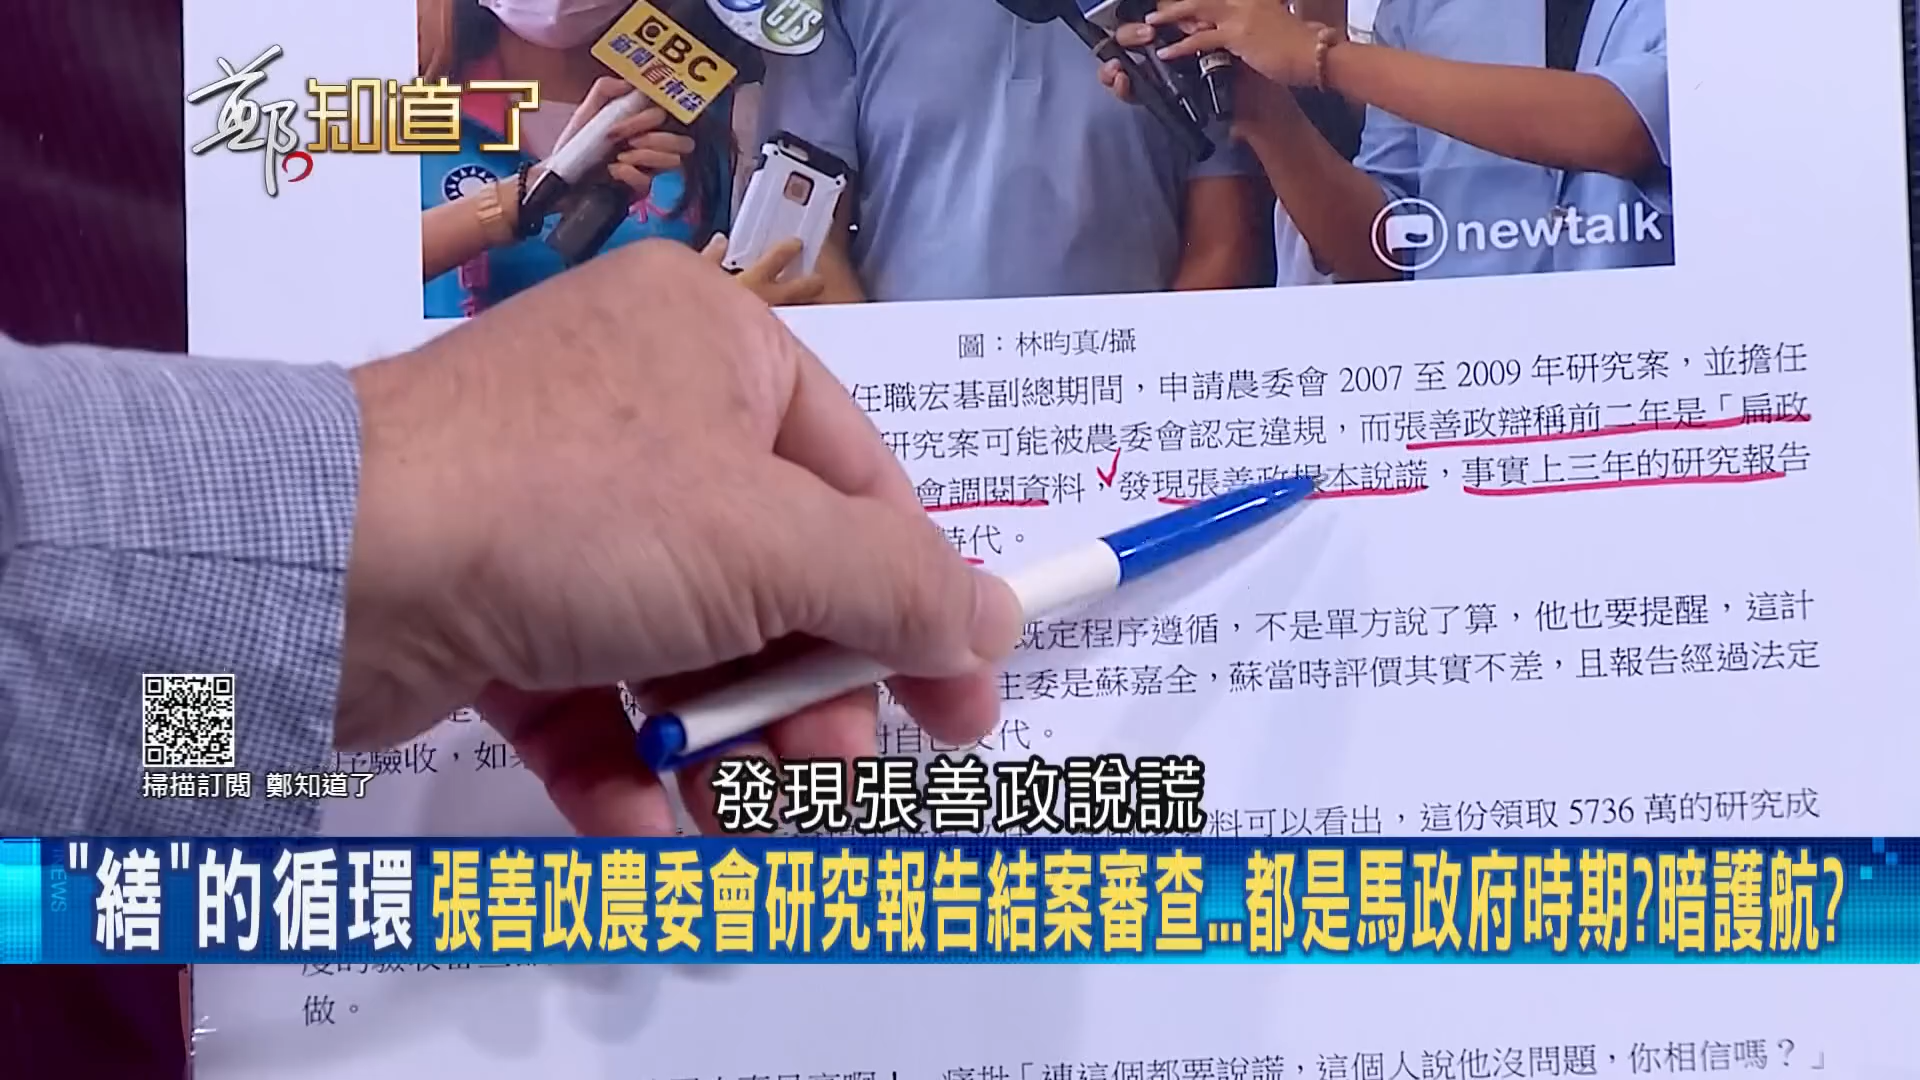 EBC
新聞看東森
CTS
鄭知道了
newtalk
圖：林昀真/攝
任職宏碁副總期間，申請農委會 2007 至 2009 年研究案，並擔任
研究案可能被農委會認定違規，而張善政辯稱前二年是「扁政
會調閱資料，發現張善政根本說謊，事實上三年的研究報告
時代。
既定程序遵循，不是單方說了算，他也要提醒，這計
主委是蘇嘉全，蘇當時評價其實不差，且報告經過法定
序驗收，如
對自己交代。
掃描訂閱 鄭知道了
發現張善政說謊
料可以看出，這份領取 5736 萬的研究成
NEWS
"繕"的循環 張善政農委會研究報告結案審查...都是馬政府時期?暗護航?
做。
痛批「連這個都要說謊，這個人說他沒問題，你相信嗎？」